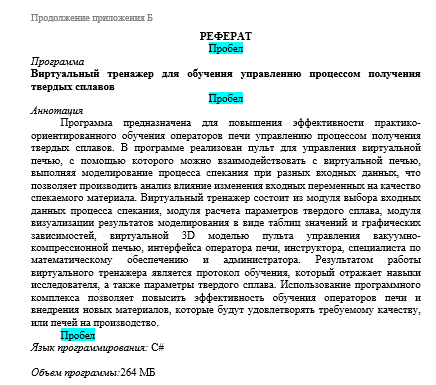 Продолжение приложения Б
РЕФЕРАТ
Пробел
Программа
Виртуальный тренажер для обучения управлению процессом получения
твердых сплавов
Пробел
Аннотация
Программа предназначена для повышения эффективности практико-
ориентированного обучения операторов печи управлению процессом получения
твердых сплавов. В программе реализован пульт для управления виртуальной
печью, с помощью которого можно взаимодействовать с виртуальной печью,
выполняя моделирование процесса спекания при разных входных данных, что
позволяет производить анализ влияние изменения входных переменных на качество
спекаемого материала. Виртуальный тренажер состоит из модуля выбора входных
данных процесса спекания, модуля расчета параметров твердого сплава, модуля
визуализации результатов моделирования в виде таблиц значений и графических
зависимостей, виртуальной 3D моделью пульта управления вакуумно-
компрессионной печью, интерфейса оператора печи, инструктора, специалиста по
математическому обеспечению и администратора. Результатом работы
виртуального тренажера является протокол обучения, который отражает навыки
исследователя, а также параметры твердого сплава. Использование программного
комплекса позволяет повысить эффективность обучения операторов печи и
внедрения новых материалов, которые будут удовлетворять требуемому качеству,
или печей на производство.
Пробел
Язык программирования: C#
Объем программы:264 МБ